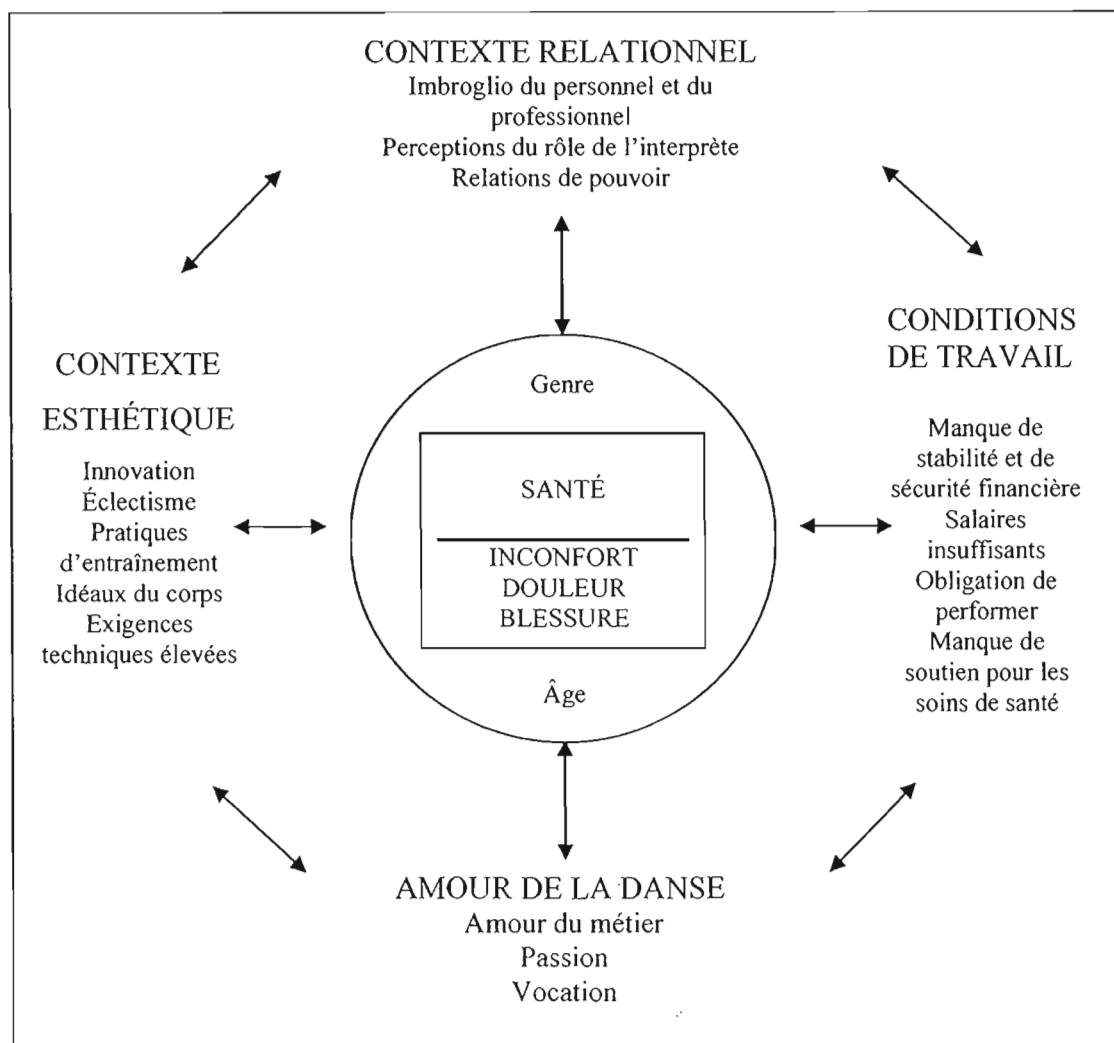 CONTEXTE RELATIONNEL
Imbroglio du personnel et du
professionnel
Perceptions du rôle de l'interprète
Relations de pouvoir
CONTEXTE
ESTHÉTIQUE
Innovation
Éclectisme
Pratiques
d'entraînement
Idéaux du corps
Exigences
techniques élevées
Genre
SANTÉ
INCONFORT
DOULEUR
BLESSURE
Âge
CONDITIONS
DE TRAVAIL
Manque de
stabilité et de
sécurité financière
Salaires
insuffisants
Obligation de
performer
Manque de
soutien pour les
soins de santé
AMOUR DE LA DANSE
Amour du métier
Passion
Vocation